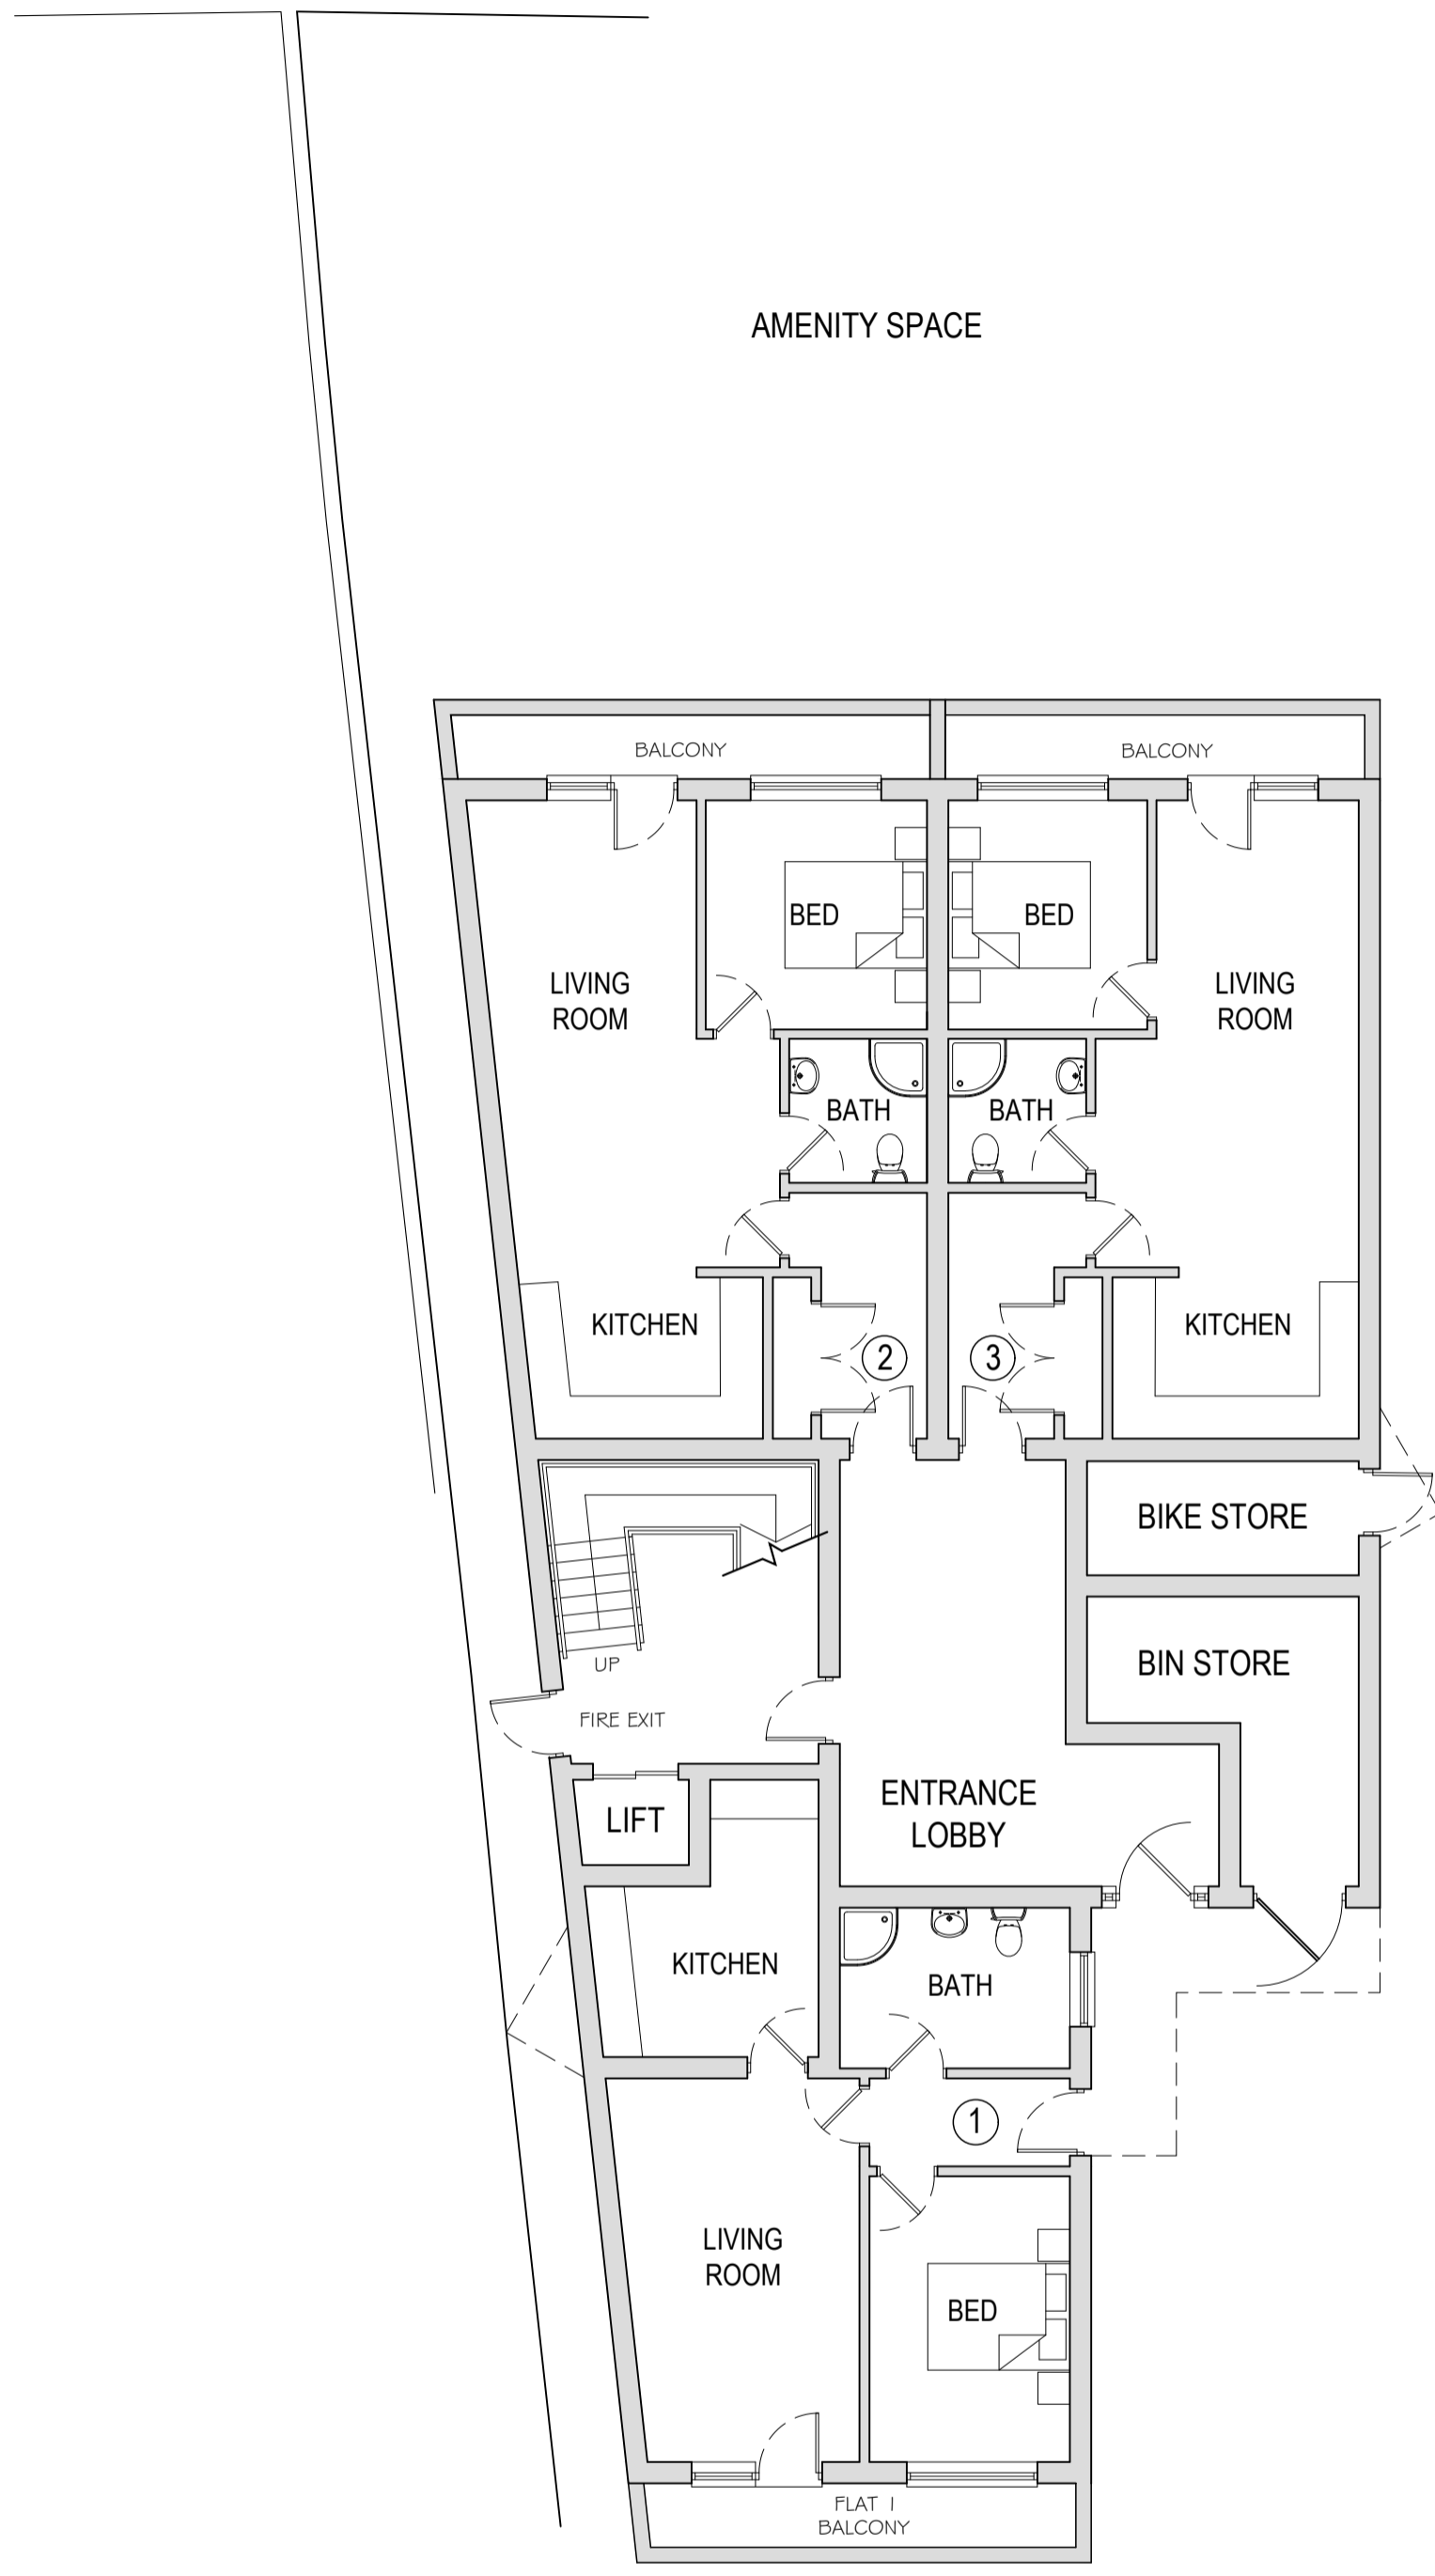 AMENITY SPACE
BALCONY
BALCONY
BED
BED
LIVING
ROOM
LIVING
ROOM
BATH
BATH
KITCHEN
KITCHEN
2
3
BIKE STORE
BIN STORE
UP
FIRE EXIT
ENTRANCE
LOBBY
LIFT
KITCHEN
BATH
1
LIVING
ROOM
BED
FLAT 1
BALCONY